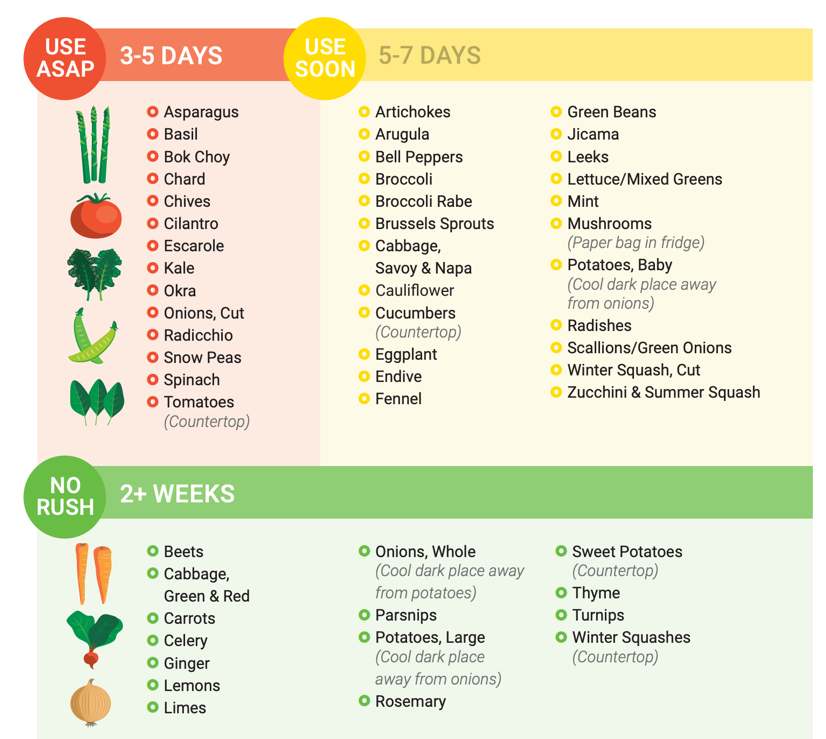 USE
ASAP
3-5 DAYS
Asparagus
Basil
Bok Choy
Chard
Chives
Cilantro
Escarole
Kale
Okra
Onions, Cut
Radicchio
Snow Peas
Spinach
Tomatoes
(Countertop)
USE
SOON
5-7 DAYS
Artichokes
Arugula
Bell Peppers
Broccoli
Broccoli Rabe
Brussels Sprouts
Cabbage,
Savoy & Napa
Cauliflower
Cucumbers
(Countertop)
Eggplant
Endive
Fennel
Green Beans
Jicama
Leeks
Lettuce/Mixed Greens
Mint
Mushrooms
(Paper bag in fridge)
Potatoes, Baby
(Cool dark place away
from onions)
Radishes
Scallions/Green Onions
Winter Squash, Cut
Zucchini & Summer Squash
NO
RUSH
2+ WEEKS
Beets
Cabbage,
Green & Red
Carrots
Celery
Ginger
Lemons
Limes
Onions, Whole
(Cool dark place away
from potatoes)
Parsnips
Potatoes, Large
(Cool dark place
away from onions)
Rosemary
Sweet Potatoes
(Countertop)
Thyme
Turnips
Winter Squashes
(Countertop)